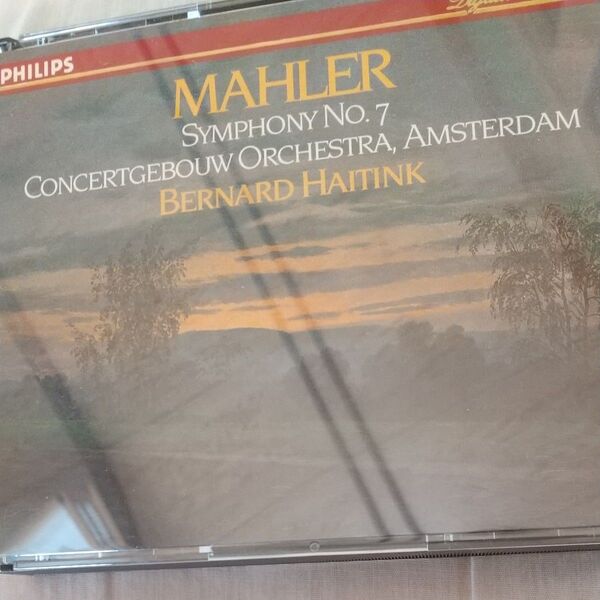 PHILIPS
MAHLER
SYMPHONY NO. 7
CONCERTGEBOUW ORCHESTRA, AMSTERDAM
BERNARD HAITINK